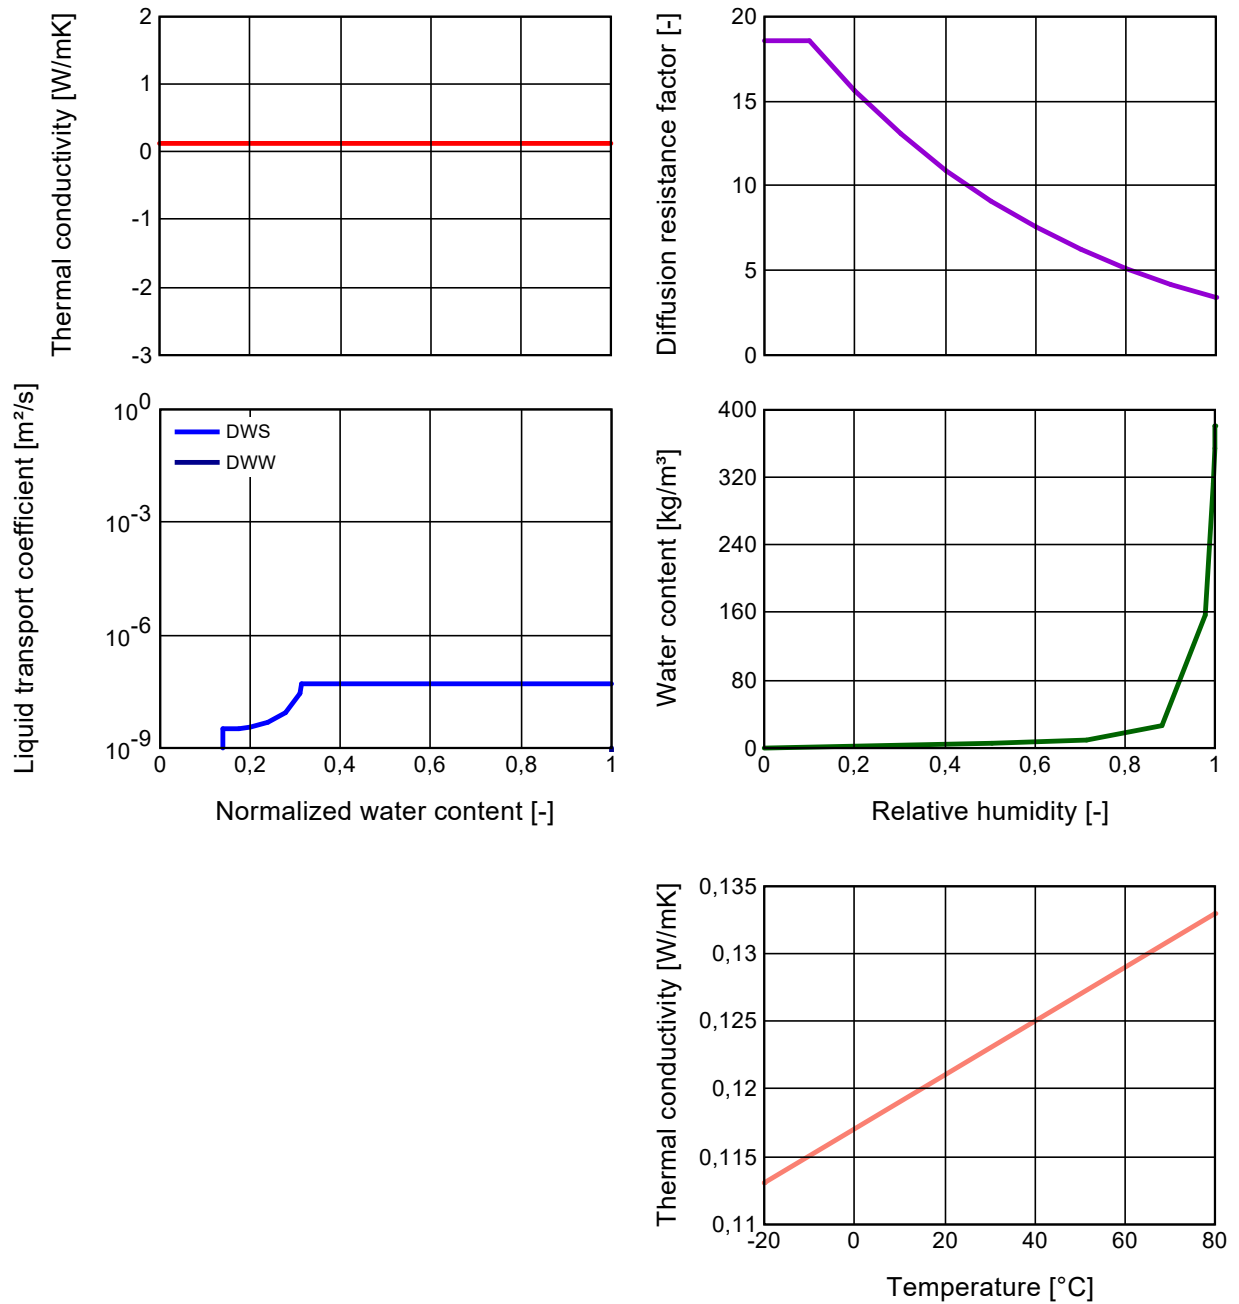 Thermal conductivity [W/mK]
2
1
0
-1
-2
-3
Diffusion resistance factor [-]
20
15
10
5
0
Liquid transport coefficient [m²/s]
10^0
10^-3
10^-6
10^-9
DWS
DWW
0 0,2 0,4 0,6 0,8 1
Normalized water content [-]
Water content [kg/m³]
400
320
240
160
80
0
0 0,2 0,4 0,6 0,8 1
Relative humidity [-]
Thermal conductivity [W/mK]
0,135
0,13
0,125
0,12
0,115
0,11
-20 0 20 40 60 80
Temperature [°C]